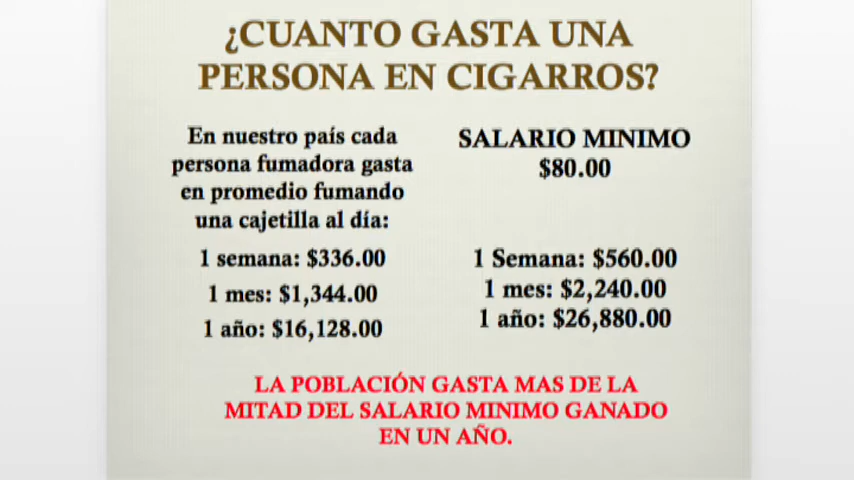 ¿CUANTO GASTA UNA
PERSONA EN CIGARROS?
En nuestro país cada
persona fumadora gasta
en promedio fumando
una cajetilla al día:
1 semana: $336.00
1 mes: $1,344.00
1 año: $16,128.00
SALARIO MINIMO
$80.00
1 Semana: $560.00
1 mes: $2,240.00
1 año: $26,880.00
LA POBLACIÓN GASTA MAS DE LA
MITAD DEL SALARIO MINIMO GANADO
EN UN AÑO.